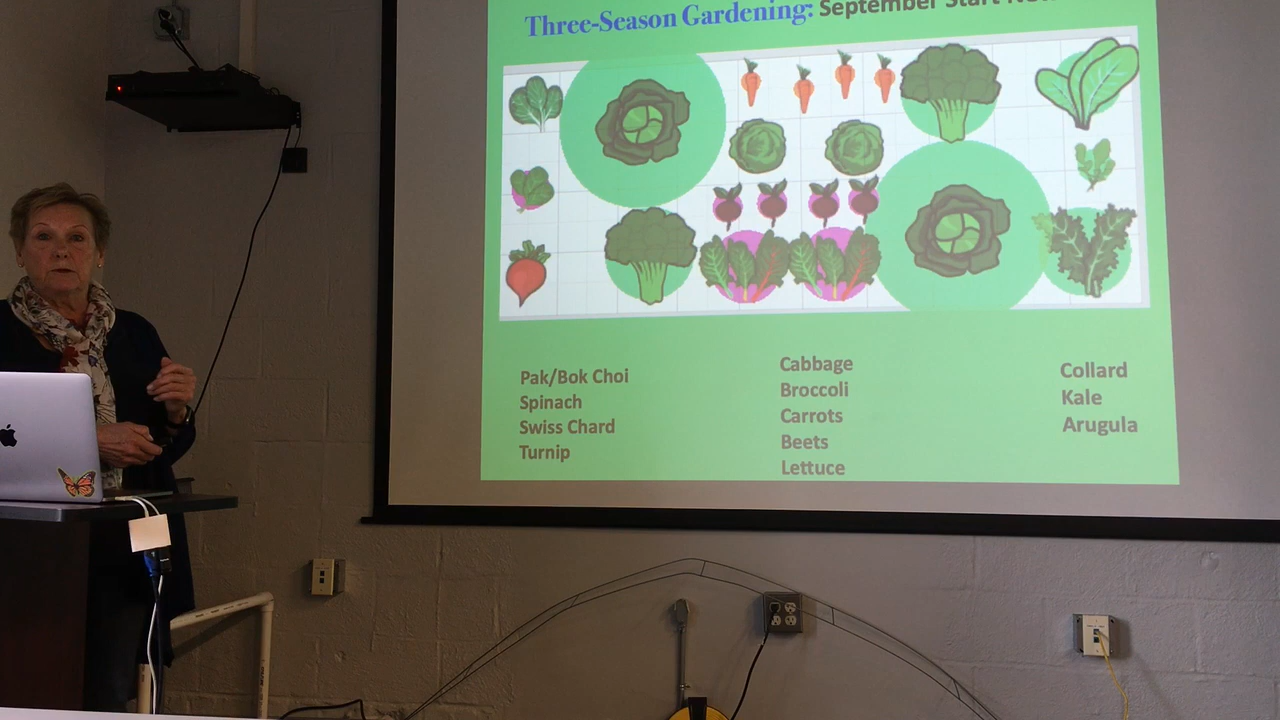 Three-Season Gardening: September Start
Pak/Bok Choi
Spinach
Swiss Chard
Turnip
Cabbage
Broccoli
Carrots
Beets
Lettuce
Collard
Kale
Arugula